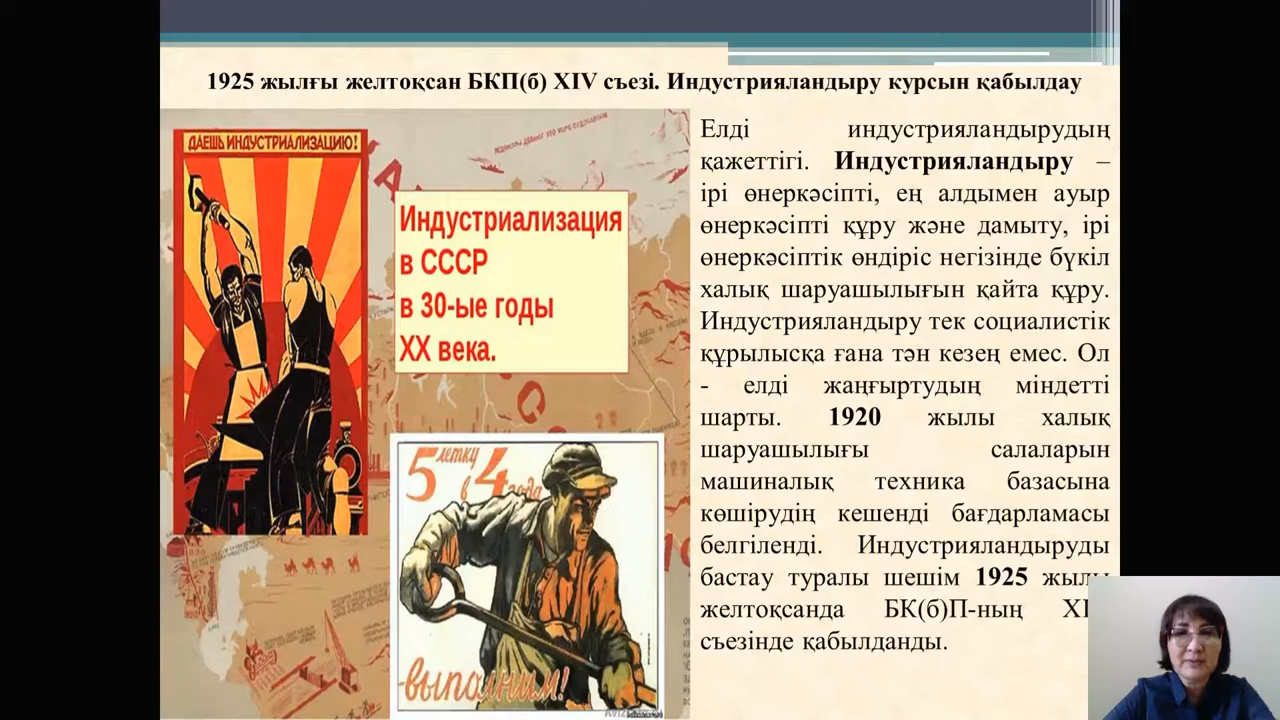 1925 жылғы желтоқсан БКП(б) XIV съезі. Индустрияландыру курсын қабылдау
ДАЕШЬ ИНДУСТРИАЛИЗАЦИЮ!
Индустриализация
в СССР
в 30-ые годы
XX века.
5 летку
в 4 года
-выполним!
Елді индустрияландырудың
қажеттігі. Индустрияландыру –
ірі өнеркәсіпті, ең алдымен ауыр
өнеркәсіпті құру және дамыту, ірі
өнеркәсіптік өндіріс негізінде бүкіл
халық шаруашылығын қайта құру.
Индустрияландыру тек социалистік
құрылысқа ғана тән кезең емес. Ол
- елді жаңғыртудың міндетті
шарты. 1920 жылы халық
шаруашылығы салаларын
машиналық техника базасына
көшірудің кешенді бағдарламасы
белгіленді. Индустрияландыруды
бастау туралы шешім 1925 жылы
желтоқсанда БК(б)П-ның
съезінде қабылданды.